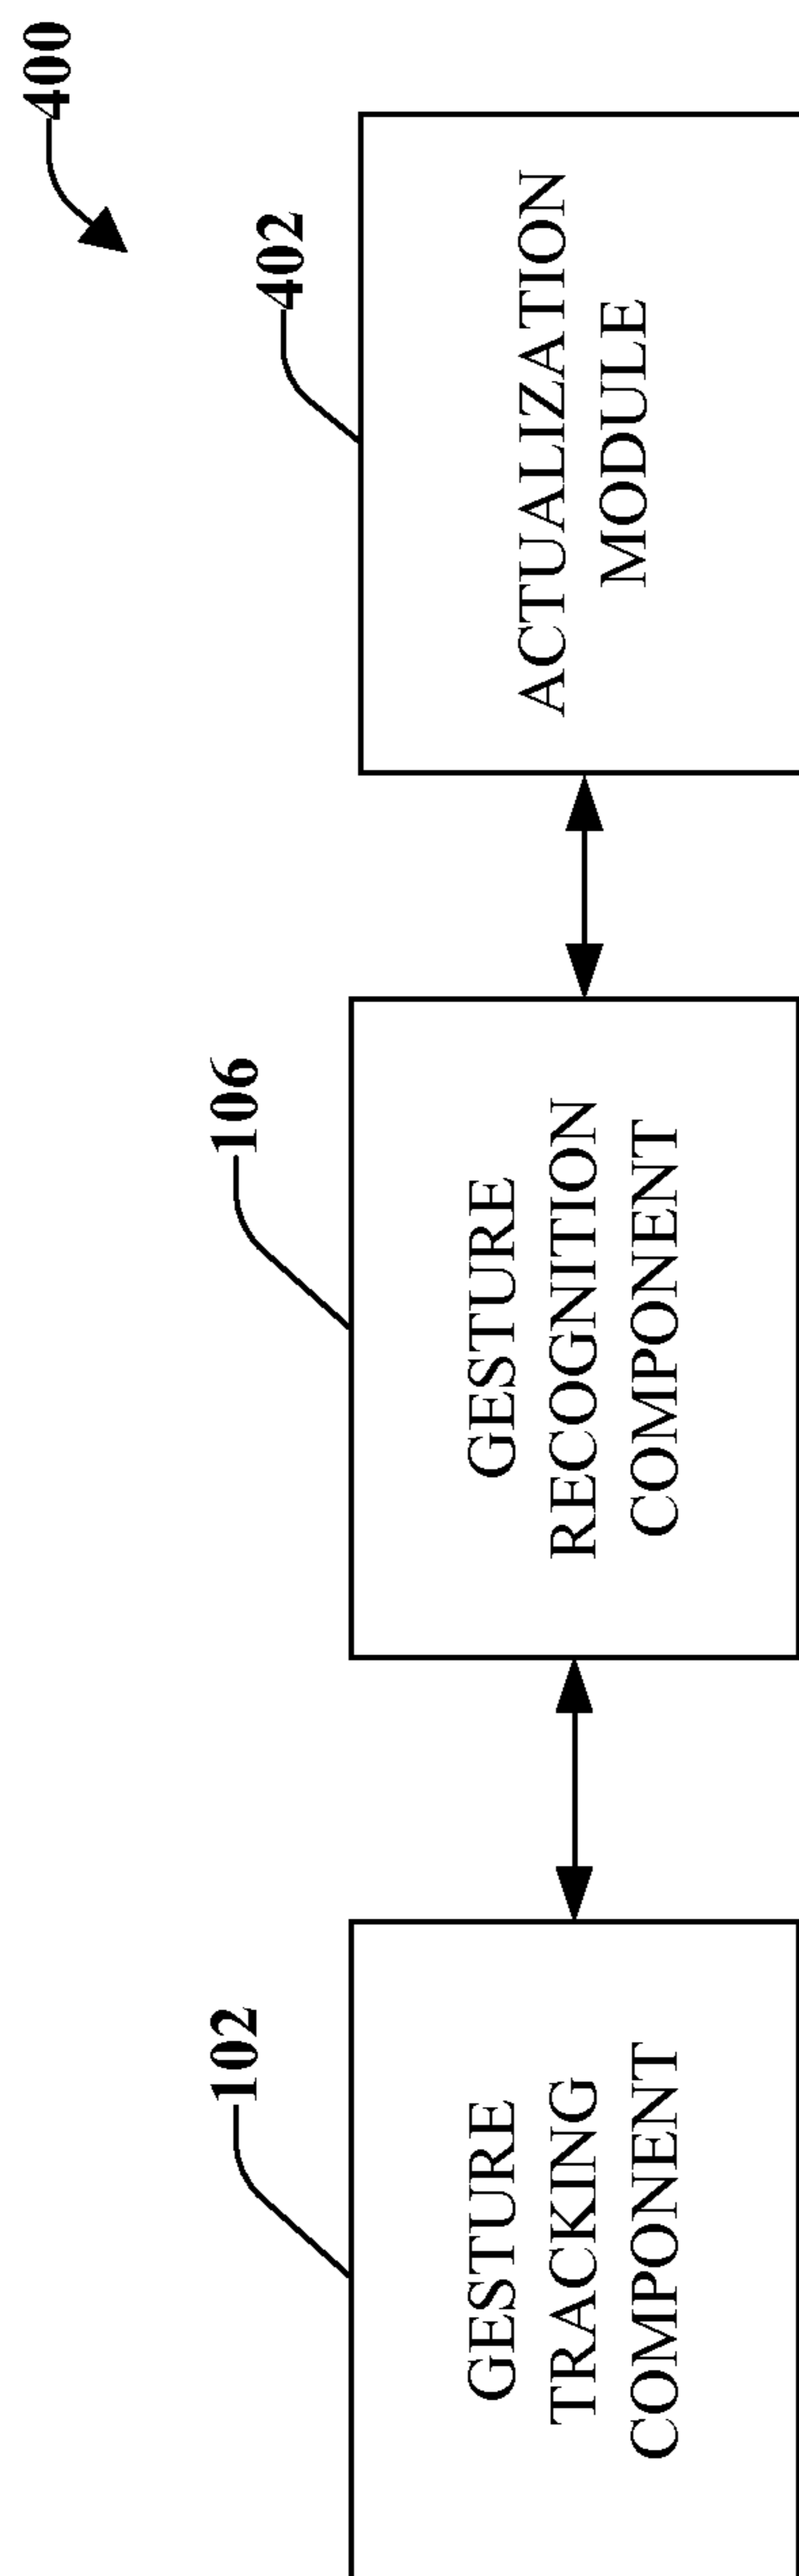 400
102
GESTURE
TRACKING
COMPONENT
106
GESTURE
RECOGNITION
COMPONENT
402
ACTUALIZATION
MODULE